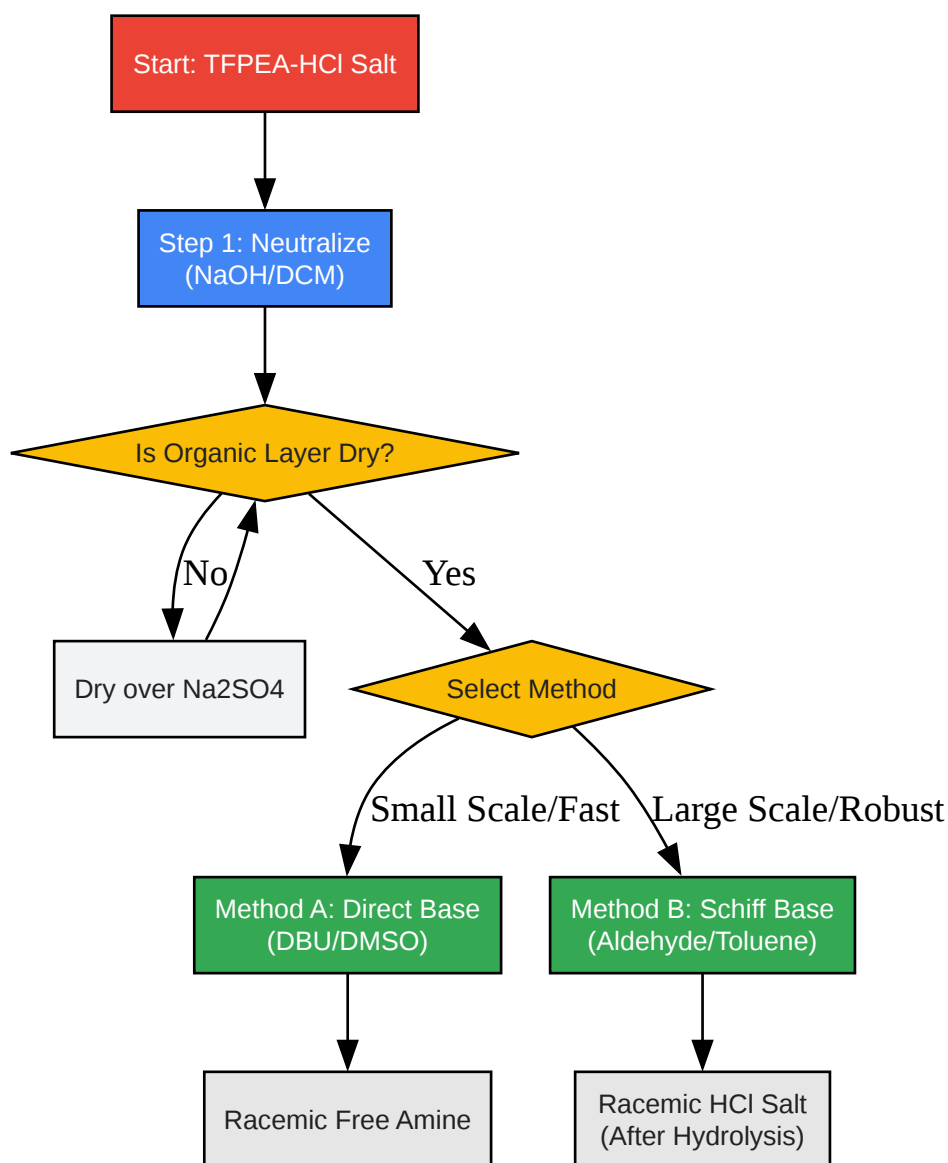 Start: TFPEA-HCl Salt
Step 1: Neutralize
(NaOH/DCM)
Is Organic Layer Dry?
No
Yes
Dry over Na2SO4
Select Method
Small Scale/Fast
Large Scale/Robust
Method A: Direct Base
(DBU/DMSO)
Method B: Schiff Base
(Aldehyde/Toluene)
Racemic Free Amine
Racemic HCl Salt
(After Hydrolysis)